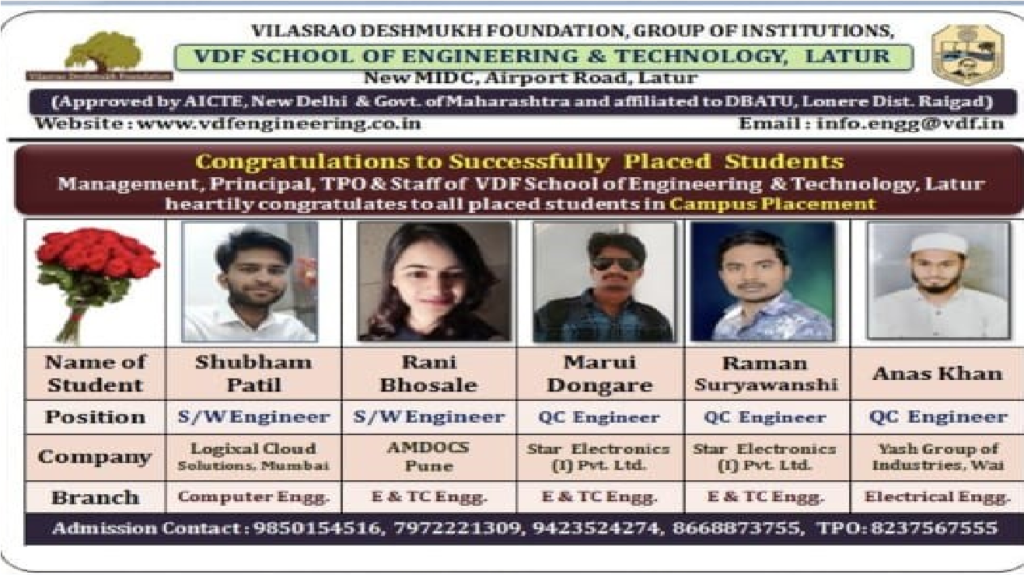 VILASRAO DESHMUKH FOUNDATION, GROUP OF INSTITUTIONS,
VDF SCHOOL OF ENGINEERING & TECHNOLOGY, LATUR
Vilasrao Deshmukh Foundation
New MIDC, Airport Road, Latur
(Approved by AICTE, New Delhi & Govt. of Maharashtra and affiliated to DBATU, Lonere Dist. Raigad)
Website : www.vdfengineering.co.in Email : info.engg@vdf.in
Congratulations to Successfully Placed Students
Management, Principal, TPO & Staff of VDF School of Engineering & Technology, Latur
heartily congratulates to all placed students in Campus Placement
Name of Student Shubham Patil Rani Bhosale Marui Dongare Raman Suryawanshi Anas Khan
Position S/W Engineer S/W Engineer QC Engineer QC Engineer QC Engineer
Company Logixal Cloud Solutions, Mumbai AMDOCS Pune Star Electronics (I) Pvt. Ltd. Star Electronics (I) Pvt. Ltd. Yash Group of Industries, Wai
Branch Computer Engg. E & TC Engg. E & TC Engg. E & TC Engg. Electrical Engg.
Admission Contact : 9850154516, 7972221309, 9423524274, 8668873755, TPO: 8237567555